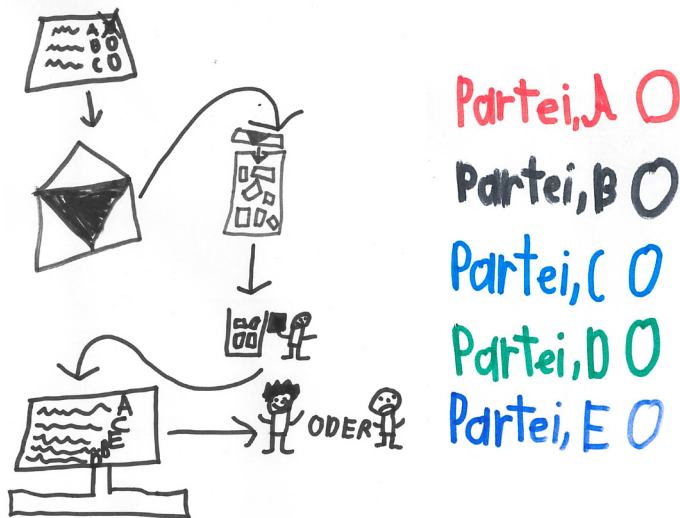 A
B O
C O
Partei, A O
Partei, B O
Partei, C O
Partei, D O
Partei, E O
A
C
E
ODER